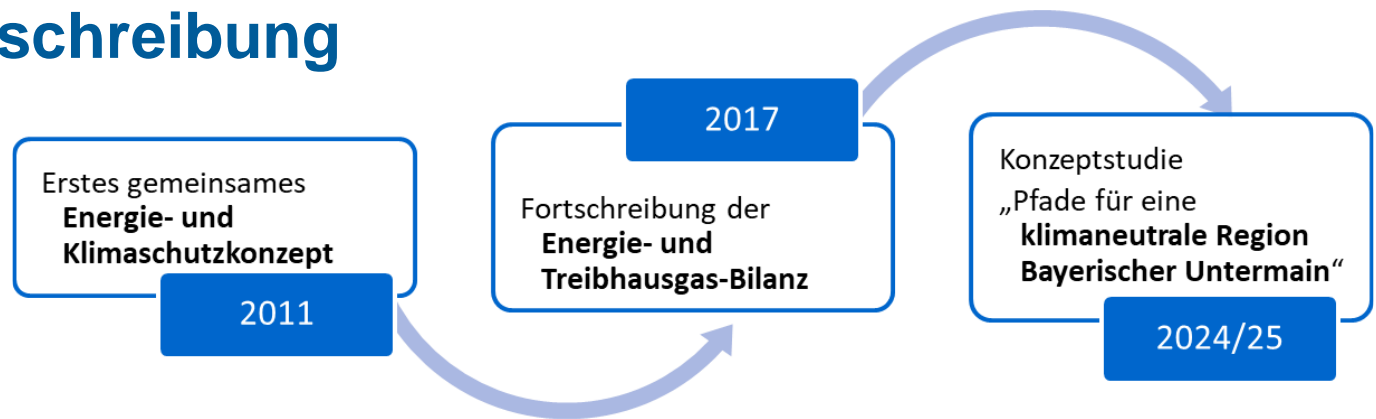 schreibung
Erstes gemeinsames
Energie- und
Klimaschutzkonzept
2011
2017
Fortschreibung der
Energie- und
Treibhausgas-Bilanz
Konzeptstudie
„Pfade für eine
klimaneutrale Region
Bayerischer Untermain“
2024/25